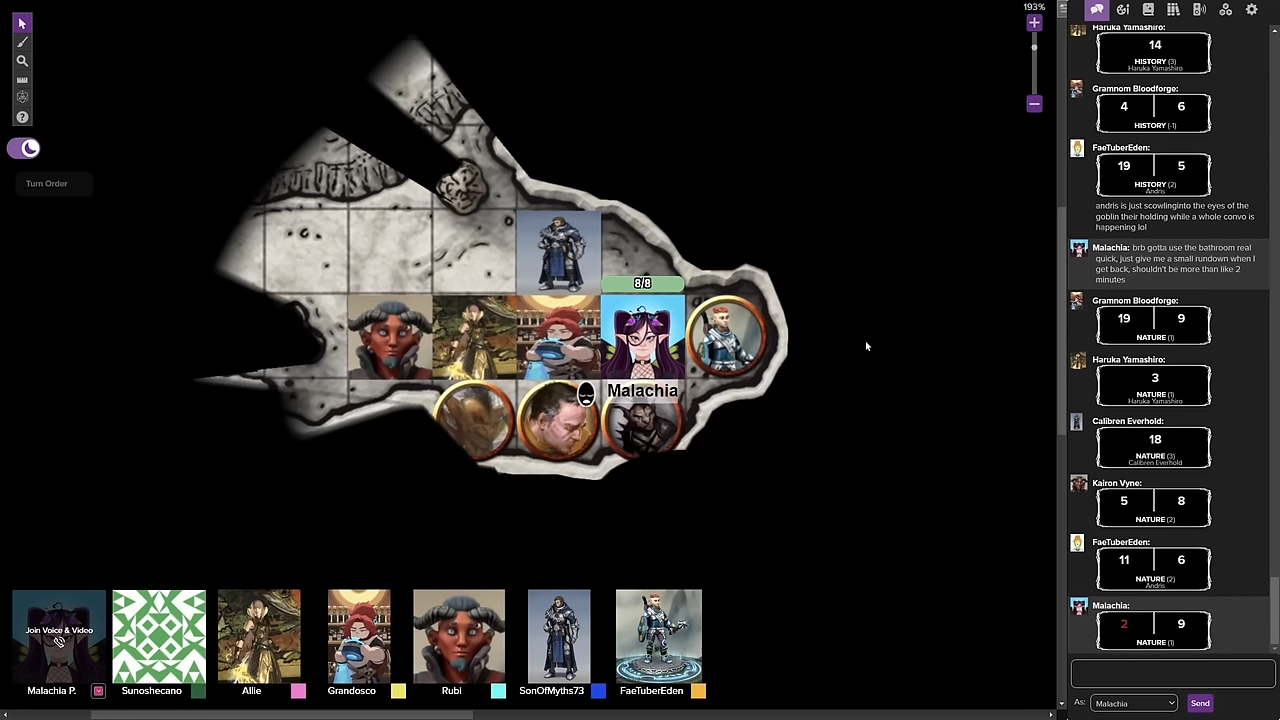 193%
Turn Order
8/8
Malachia
Join Voice & Video
Malachia P.
Sunoshecano
Allie
Grandosco
Rubi
SonOfMyths73
FaeTuberEden
Haruka Yamashiro:
14
HISTORY (3)
Haruka Yamashiro
Gramnom Bloodforge:
4 6
HISTORY (-1)
FaeTuberEden:
19 5
HISTORY (2)
Andris
andris is just scowlinginto the eyes of the
goblin their holding while a whole convo is
happening lol
Malachia: brb gotta use the bathroom real
quick, just give me a small rundown when I
get back, shouldn't be more than like 2
minutes
Gramnom Bloodforge:
19 9
NATURE (1)
Haruka Yamashiro:
3
NATURE (1)
Haruka Yamashiro
Calibren Everhold:
18
NATURE (3)
Calibren Everhold
Kairon Vyne:
5 8
NATURE (2)
FaeTuberEden:
11 6
NATURE (2)
Andris
Malachia:
2 9
NATURE (1)
As: Malachia Send